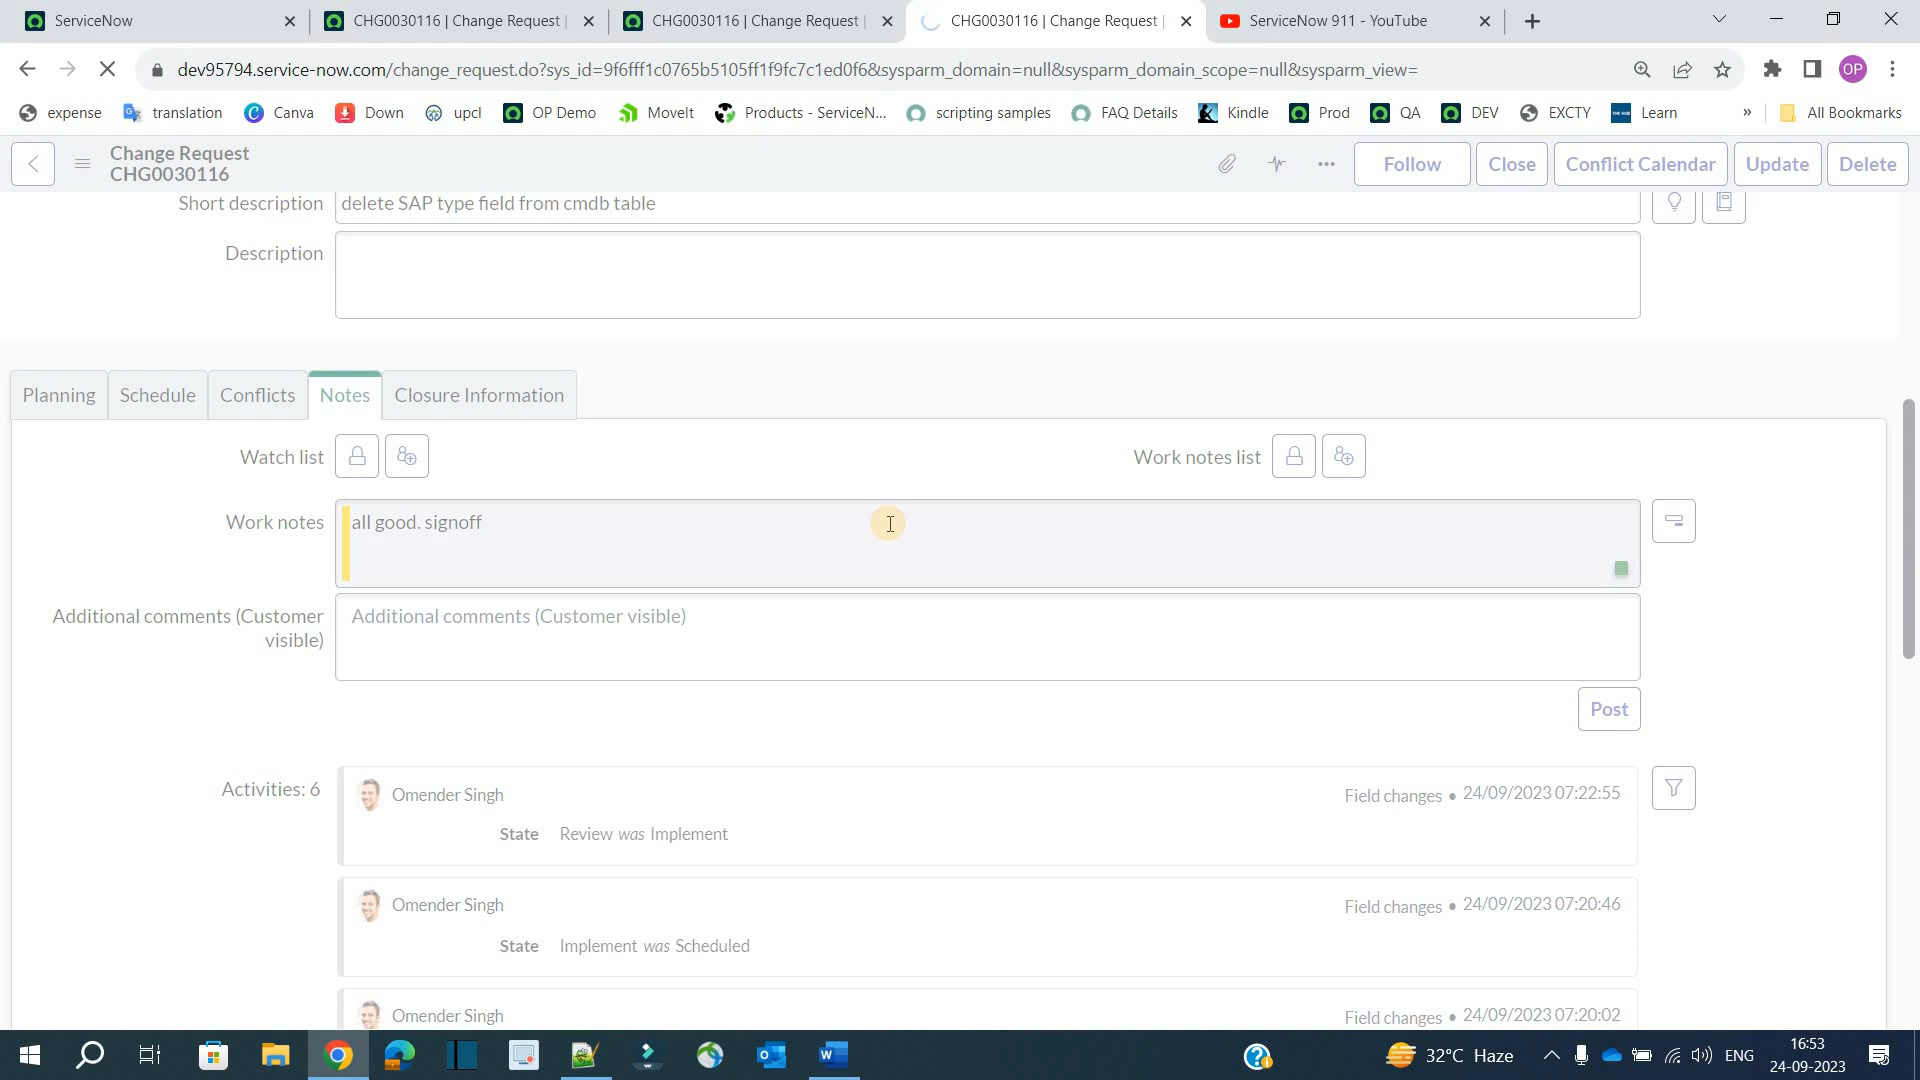 ServiceNow
CHG0030116 | Change Request |
CHG0030116 | Change Request |
CHG0030116 | Change Request |
ServiceNow 911 - YouTube
dev95794.service-now.com/change_request.do?sys_id=9f6fff1c0765b5105ff1f9fc7c1ed0f6&sysparm_domain=null&sysparm_domain_scope=null&sysparm_view=
OP
expense
translation
Canva
Down
upcl
OP Demo
MoveIt
Products - ServiceN...
scripting samples
FAQ Details
Kindle
Prod
QA
DEV
EXCTY
Learn
»
All Bookmarks
Change Request
CHG0030116
Follow
Close
Conflict Calendar
Update
Delete
Short description
delete SAP type field from cmdb table
Description
Planning
Schedule
Conflicts
Notes
Closure Information
Watch list
Work notes list
Work notes
all good. signoff
Additional comments (Customer
visible)
Additional comments (Customer visible)
Post
Activities: 6
Omender Singh
Field changes • 24/09/2023 07:22:55
State Review was Implement
Omender Singh
Field changes • 24/09/2023 07:20:46
State Implement was Scheduled
Omender Singh
Field changes • 24/09/2023 07:20:02
32°C Haze
ENG
16:53
24-09-2023